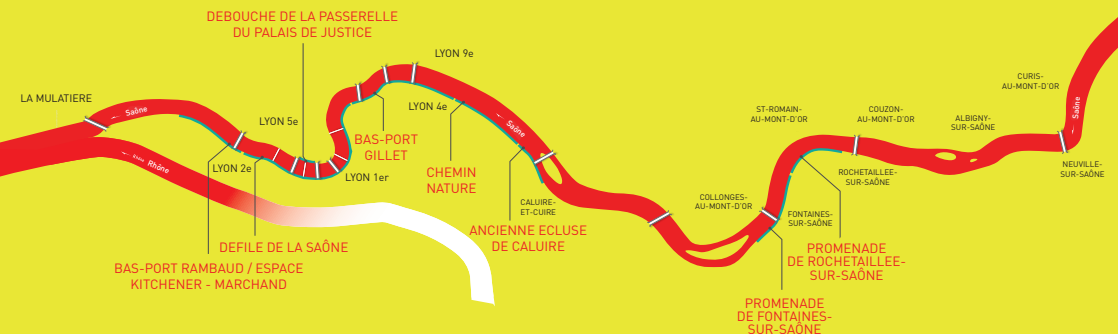 DEBOUCHE DE LA PASSERELLE
DU PALAIS DE JUSTICE
LYON 9e
LA MULATIERE
Saône
LYON 5e
LYON 4e
BAS-PORT
GILLET
LYON 2e
LYON 1er
Rhône
CHEMIN
NATURE
Saône
CALUIRE-
ET-CUIRE
ANCIENNE ECLUSE
DE CALUIRE
DEFILE DE LA SAÔNE
BAS-PORT RAMBAUD / ESPACE
KITCHENER - MARCHAND
ST-ROMAIN-
AU-MONT-D'OR
COUZON-
AU-MONT-D'OR
ALBIGNY-
SUR-SAÔNE
CURIS-
AU-MONT-D'OR
Saône
NEUVILLE-
SUR-SAÔNE
ROCHETAILLEE-
SUR-SAÔNE
COLLONGES-
AU-MONT-D'OR
FONTAINES-
SUR-SAÔNE
PROMENADE
DE ROCHETAILLEE-
SUR-SAÔNE
PROMENADE
DE FONTAINES-
SUR-SAÔNE